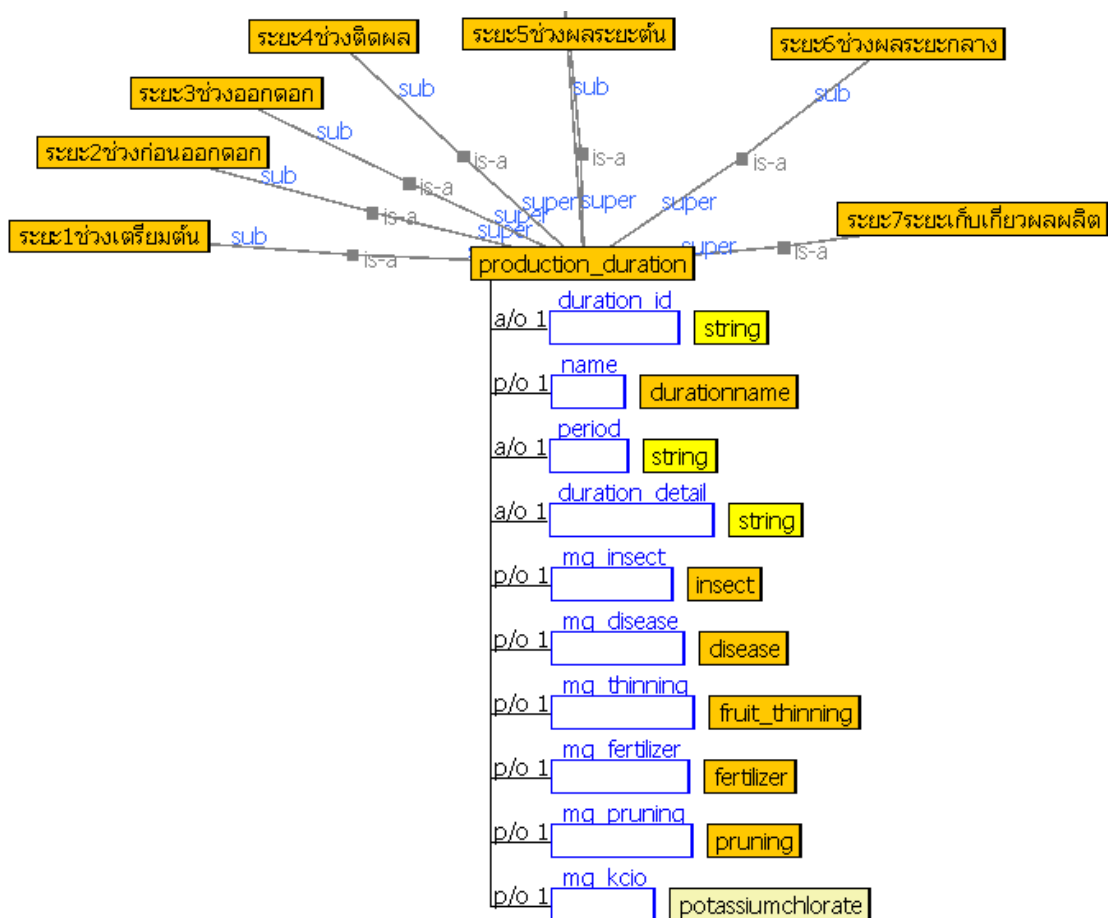 ระยะ4ช่วงติดผล
ระยะ5ช่วงผลระยะต้น
ระยะ6ช่วงผลระยะกลาง
sub
sub
sub
ระยะ3ช่วงออกดอก
sub
is-a
is-a
is-a
ระยะ2ช่วงก่อนออกดอก
sub
is-a
super
super
super
super
is-a
super
ระยะ7ระยะเก็บเกี่ยวผลผลิต
ระยะ1ช่วงเตรียมต้น
sub
is-a
super
super
is-a
production_duration
duration_id
a/o 1
string
name
p/o 1
durationname
period
a/o 1
string
duration_detail
a/o 1
string
mg_insect
p/o 1
insect
mg_disease
p/o 1
disease
mg_thinning
p/o 1
fruit_thinning
mg_fertilizer
p/o 1
fertilizer
mg_pruning
p/o 1
pruning
mg_kcio
p/o 1
potassiumchlorate